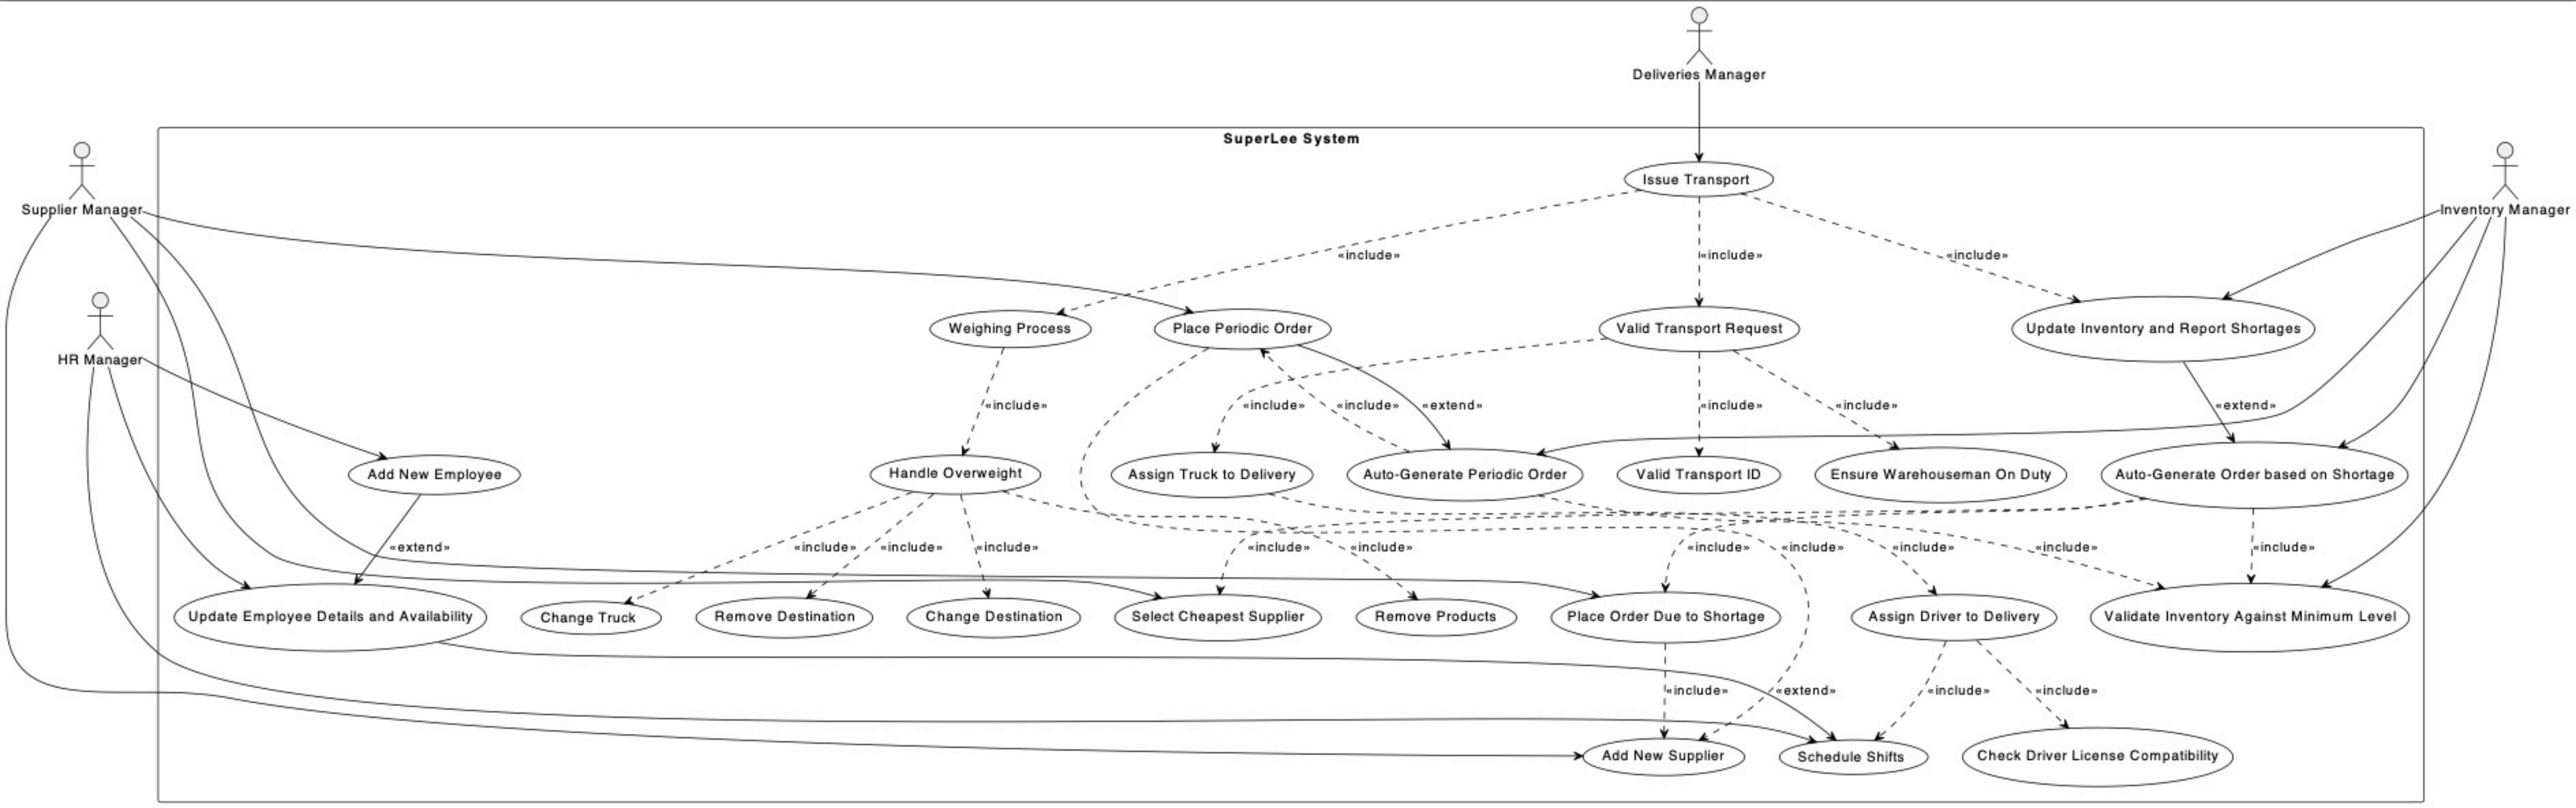 Deliveries Manager
SuperLee System
Issue Transport
Supplier Manager
Inventory Manager
«include»
«include»
«include»
Weighing Process
Place Periodic Order
Valid Transport Request
Update Inventory and Report Shortages
HR Manager
«include»
«include»
«include»
«extend»
«include»
«include»
«extend»
Add New Employee
Handle Overweight
Assign Truck to Delivery
Auto-Generate Periodic Order
Valid Transport ID
Ensure Warehouseman On Duty
Auto-Generate Order based on Shortage
«extend»
«include»
«include»
«include»
«include»
«include»
«include»
«include»
«include»
«include»
«include»
Update Employee Details and Availability
Change Truck
Remove Destination
Change Destination
Select Cheapest Supplier
Remove Products
Place Order Due to Shortage
Assign Driver to Delivery
Validate Inventory Against Minimum Level
«include»
«extend»
«include»
«include»
Add New Supplier
Schedule Shifts
Check Driver License Compatibility